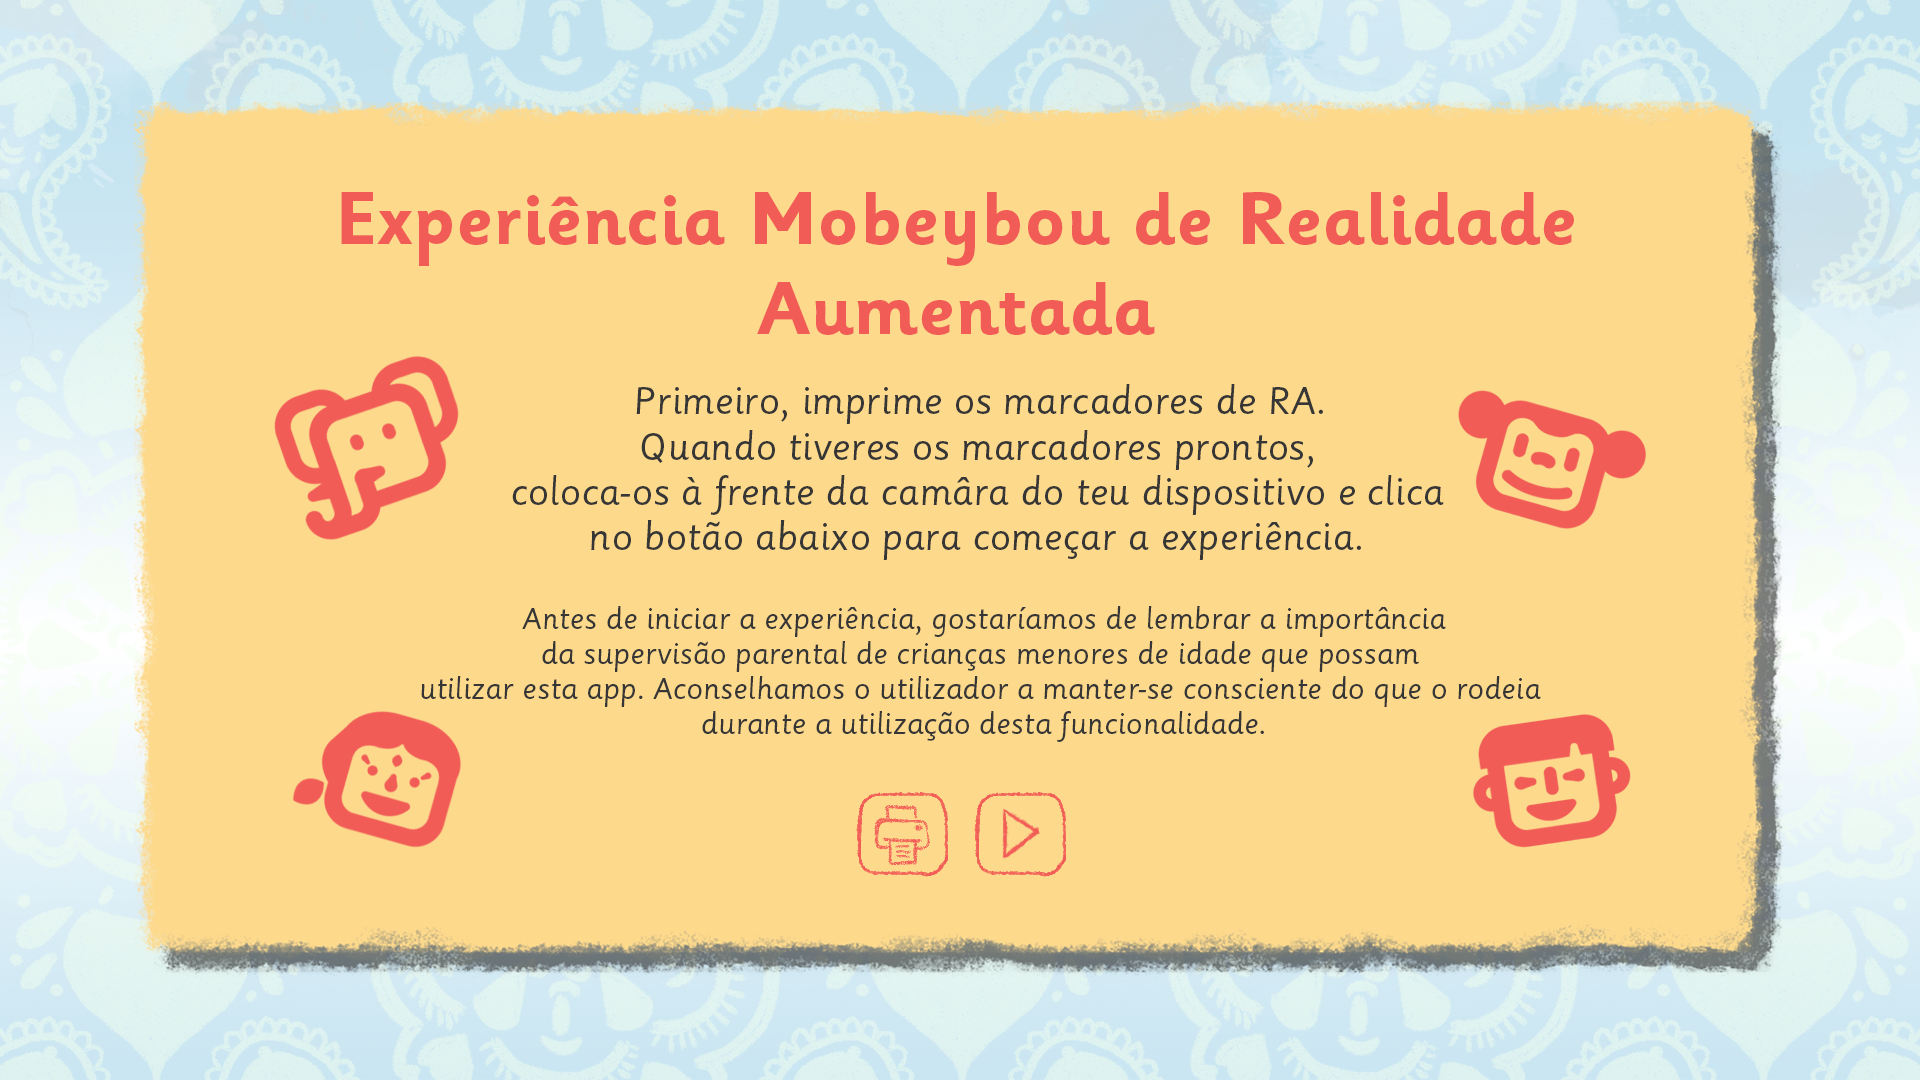 Experiência Mobeybou de Realidade
Aumentada
Primeiro, imprime os marcadores de RA.
Quando tiveres os marcadores prontos,
coloca-os à frente da camâra do teu dispositivo e clica
no botão abaixo para começar a experiência.
Antes de iniciar a experiência, gostaríamos de lembrar a importância
da supervisão parental de crianças menores de idade que possam
utilizar esta app. Aconselhamos o utilizador a manter-se consciente do que o rodeia
durante a utilização desta funcionalidade.